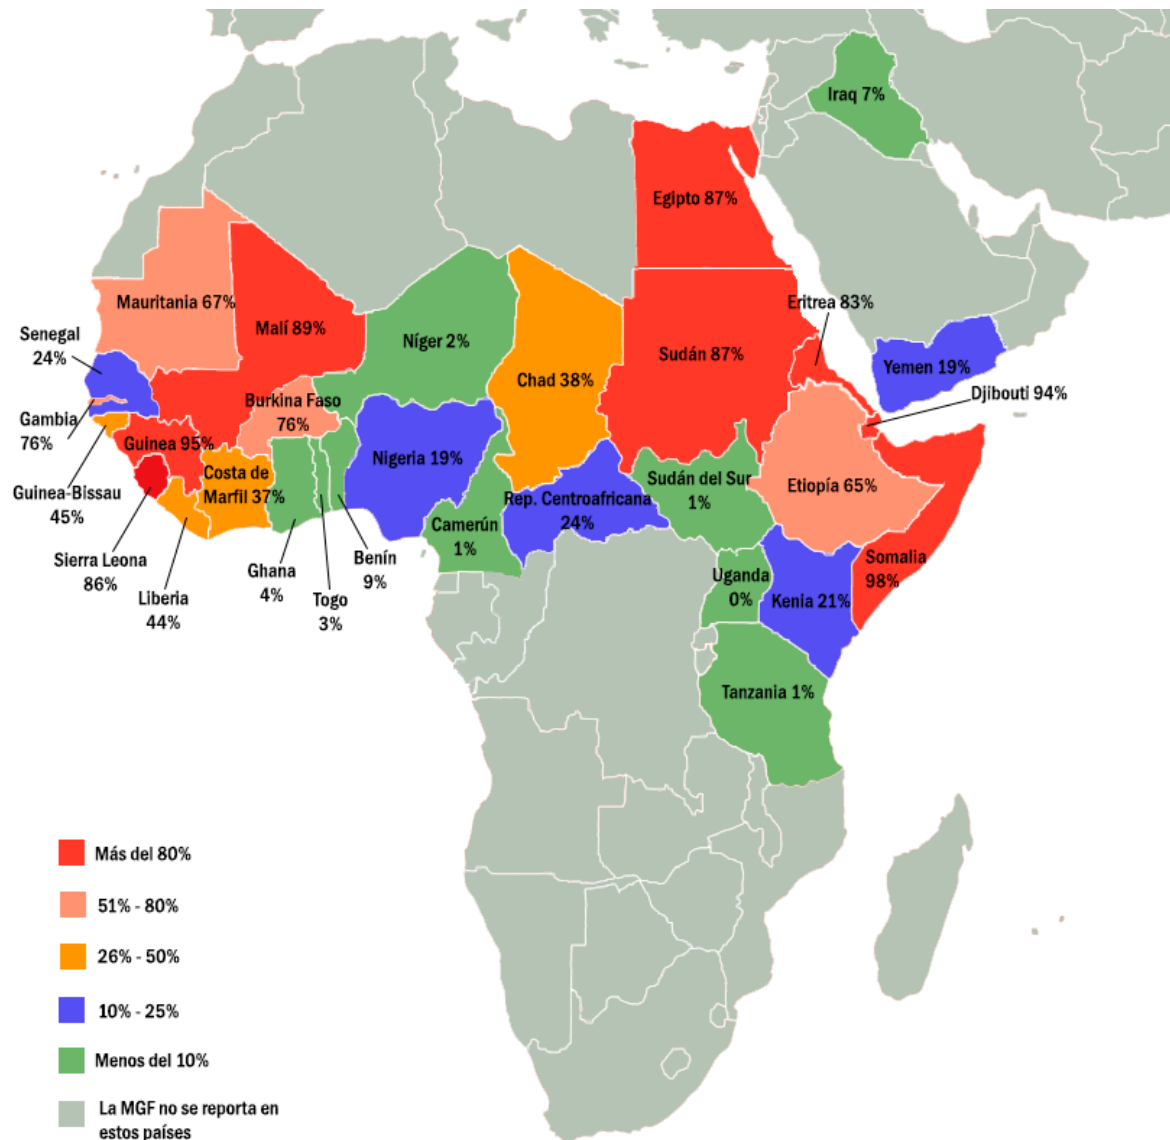 Iraq 7%
Egipto 87%
Mauritania 67%
Malí 89%
Eritrea 83%
Senegal
24%
Níger 2%
Sudán 87%
Chad 38%
Yemen 19%
Djibouti 94%
Burkina Faso
76%
Gambia
76%
Guinea 95%
Nigeria 19%
Costa de
Marfil 37%
Sudán del Sur
1%
Etiopía 65%
Guinea-Bissau
45%
Rep. Centroafricana
24%
Camerún
1%
Sierra Leona
86%
Ghana
4%
Benín
9%
Togo
3%
Liberia
44%
Somalia
98%
Uganda
0%
Kenia 21%
Tanzania 1%
Más del 80%
51% - 80%
26% - 50%
10% - 25%
Menos del 10%
La MGF no se reporta en
estos países